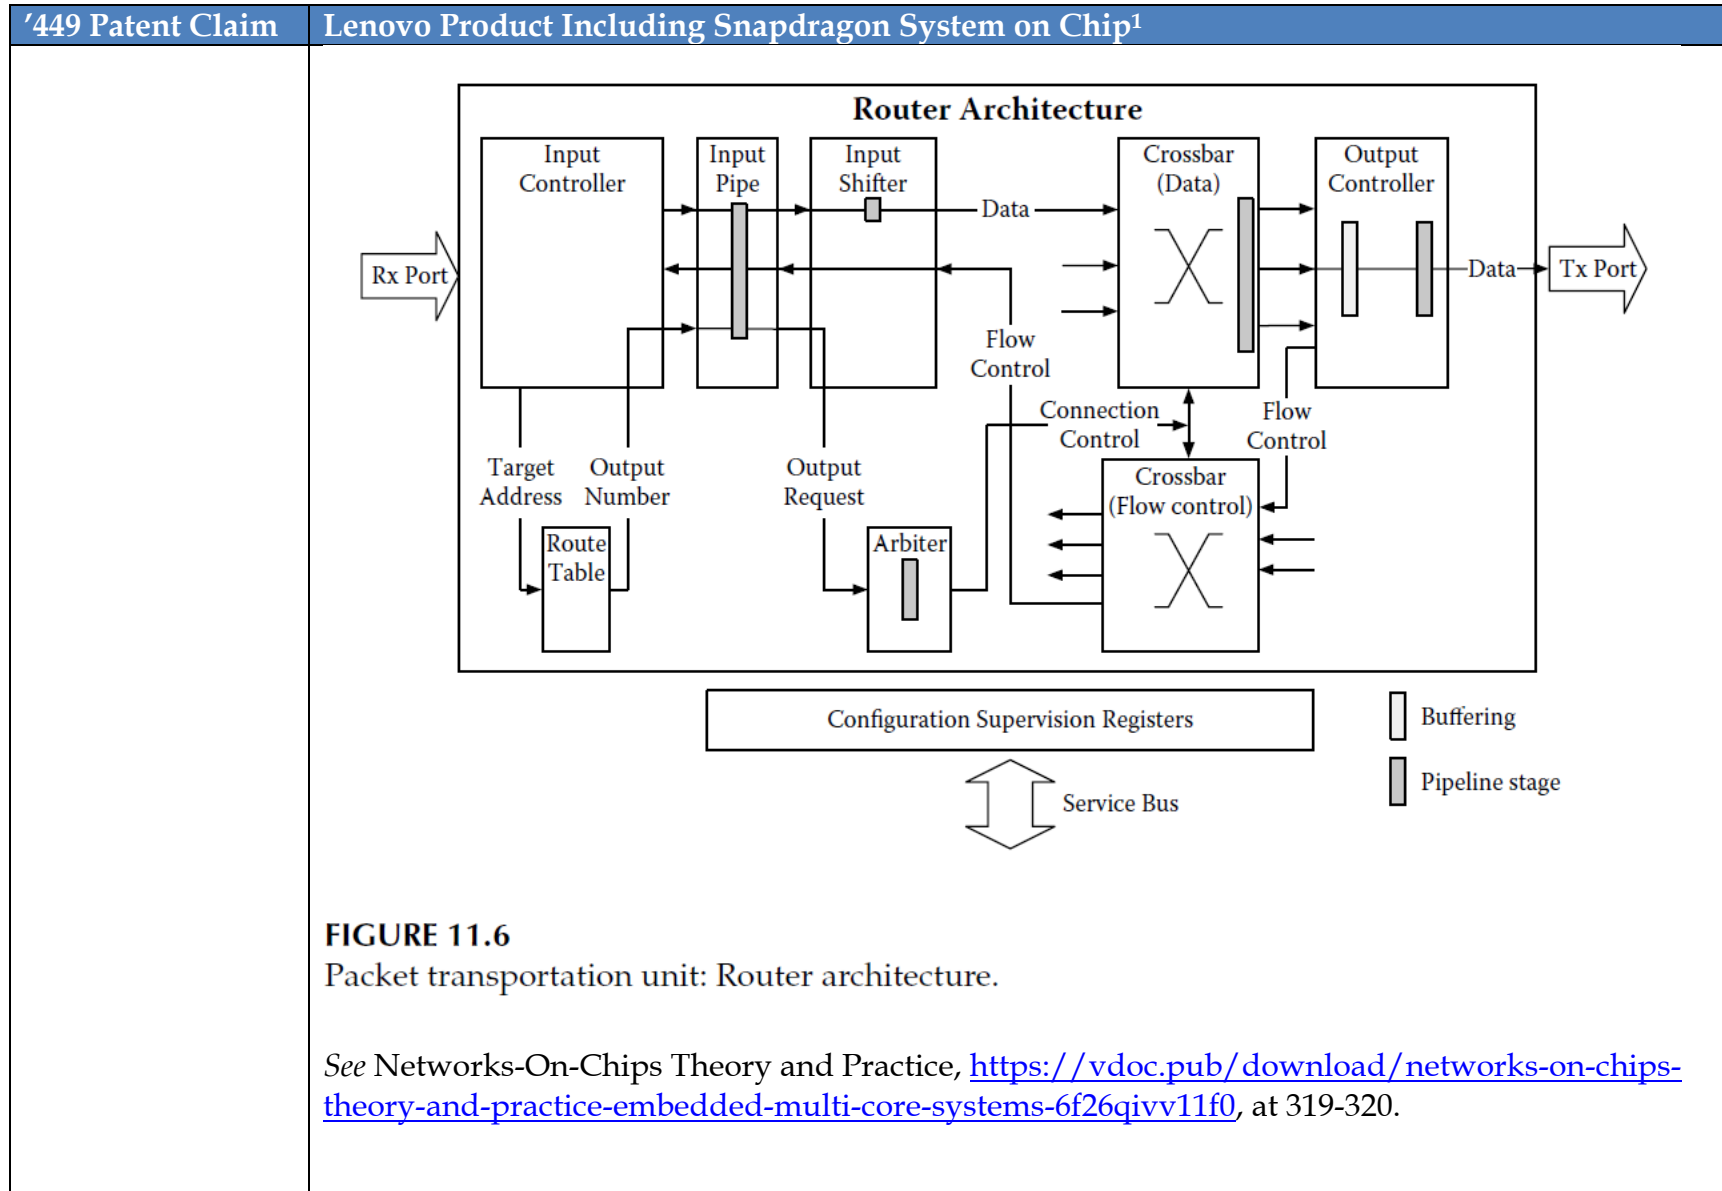 ’449 Patent Claim
Lenovo Product Including Snapdragon System on Chip1
Router Architecture
Input
Controller
Input
Pipe
Input
Shifter
Crossbar
(Data)
Output
Controller
Data
Rx Port
Data
Tx Port
Flow
Control
Connection
Control
Flow
Control
Target
Address
Output
Number
Output
Request
Crossbar
(Flow control)
Route
Table
Arbiter
Configuration Supervision Registers
Buffering
Pipeline stage
Service Bus
FIGURE 11.6
Packet transportation unit: Router architecture.
See Networks-On-Chips Theory and Practice, https://vdoc.pub/download/networks-on-chips-
theory-and-practice-embedded-multi-core-systems-6f26qivv11f0, at 319-320.